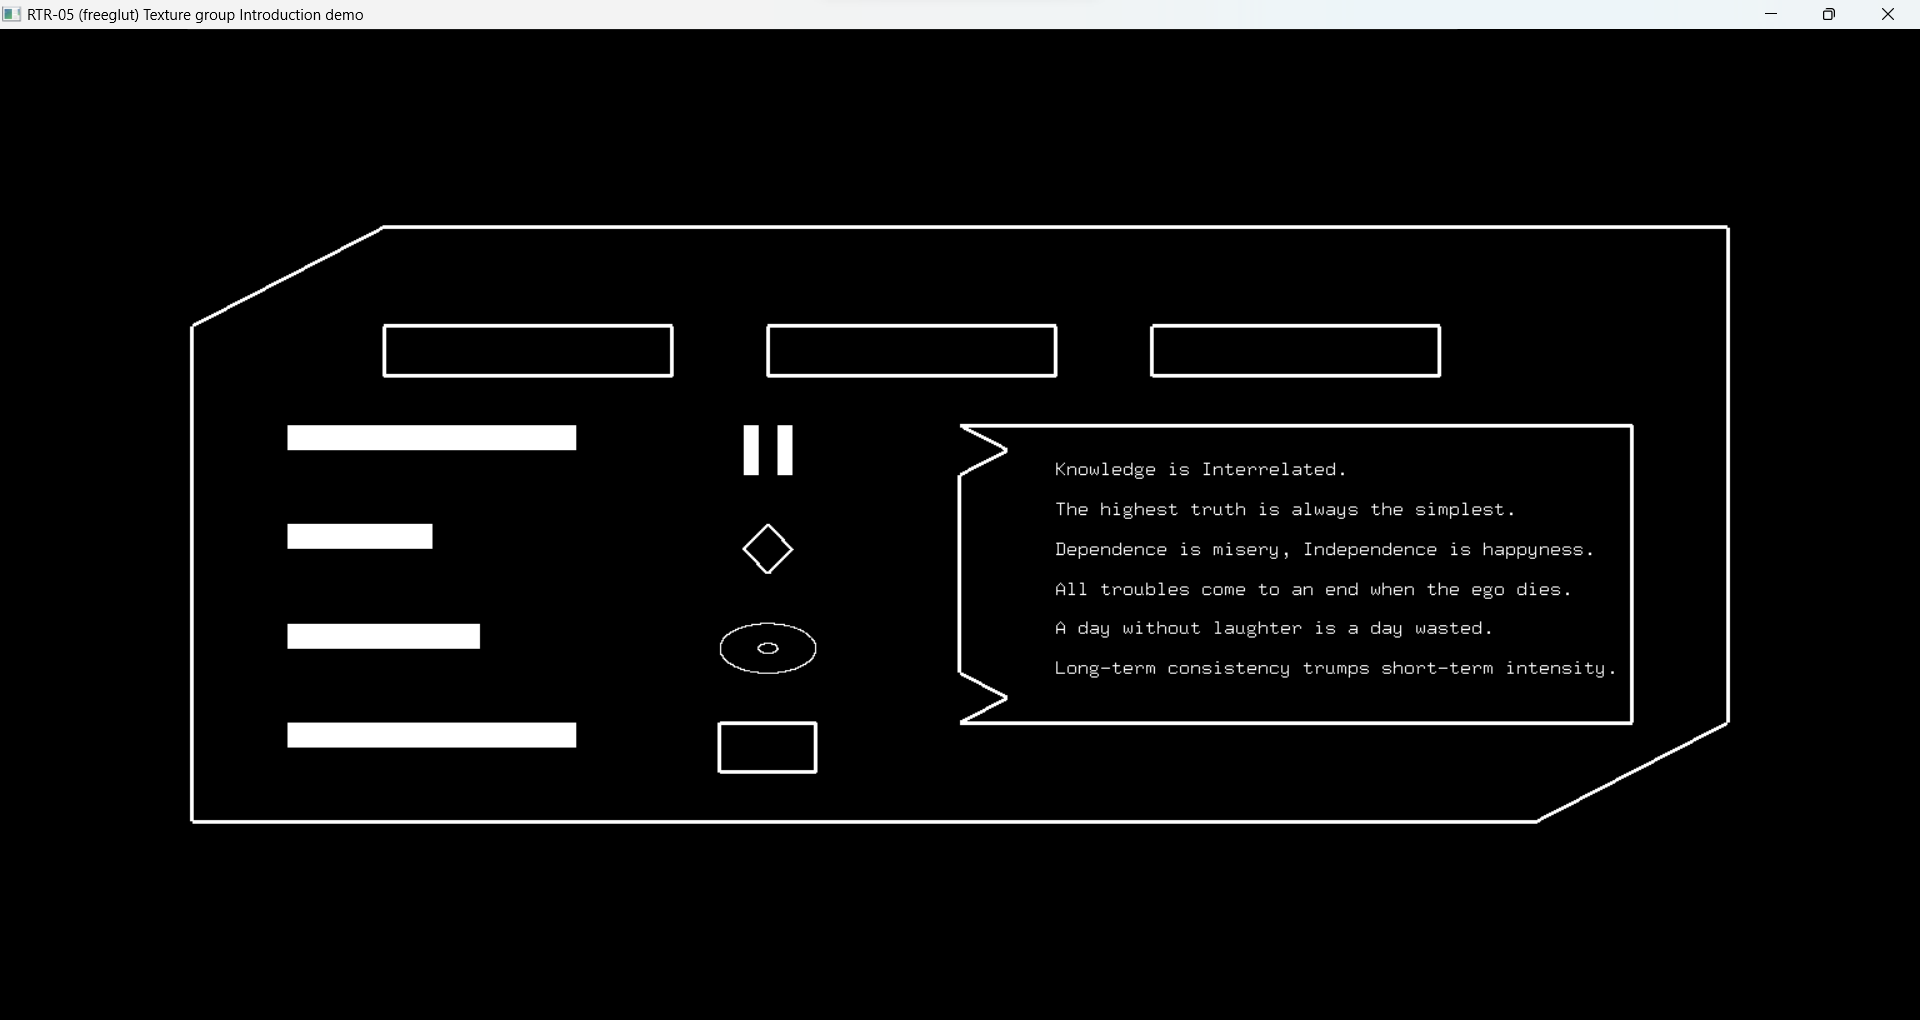 RTR-05 (freeglut) Texture group Introduction demo
Knowledge is Interrelated.
The highest truth is always the simplest.
Dependence is misery, Independence is happyness.
All troubles come to an end when the ego dies.
A day without laughter is a day wasted.
Long-term consistency trumps short-term intensity.